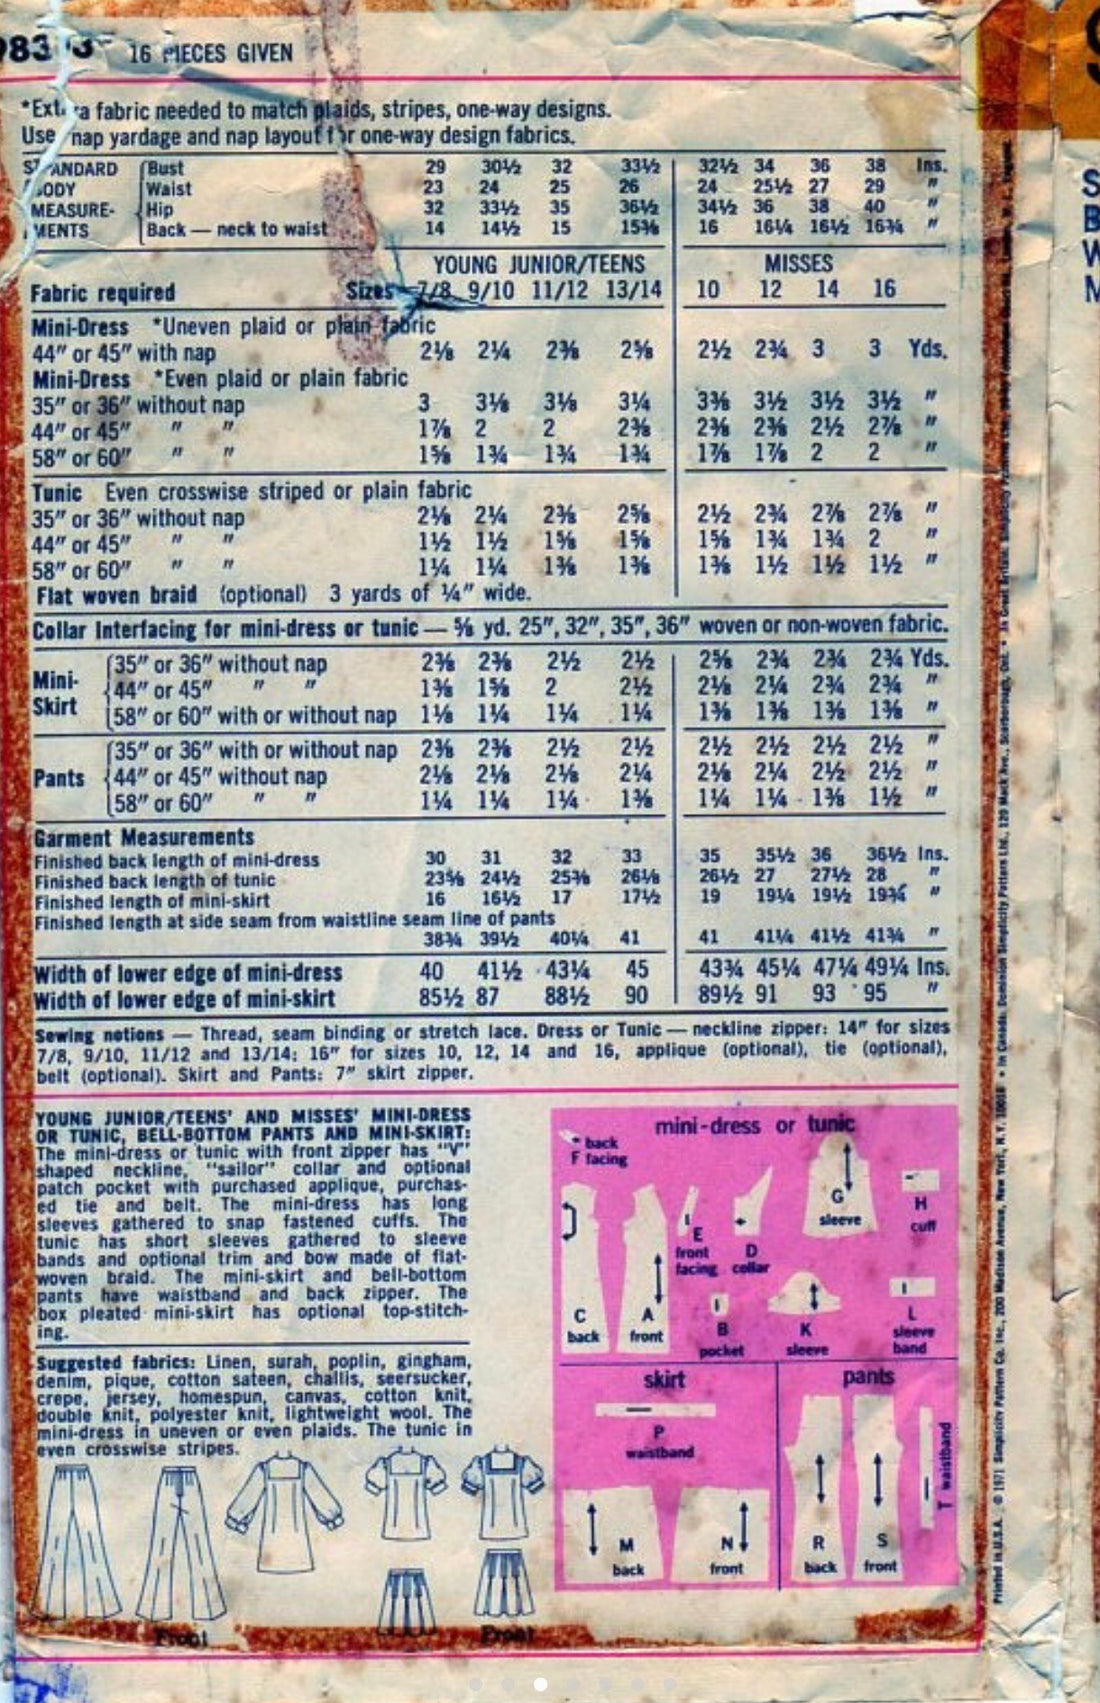 16 PIECES GIVEN
*Extra fabric needed to match plaids, stripes, one-way designs.
Use nap yardage and nap layout for one-way design fabrics.
STANDARD BODY MEASUREMENTS
Bust 29 30½ 32 33½ 32½ 34 36 38 Ins.
Waist 23 24 25 26 24 25½ 27 29 "
Hip 32 33½ 35 36½ 34½ 36 38 40 "
Back — neck to waist 14 14½ 15 15⅜ 16 16¼ 16½ 16¾ "
YOUNG JUNIOR/TEENS MISSES
Fabric required Sizes 7/8 9/10 11/12 13/14 10 12 14 16
Mini-Dress *Uneven plaid or plain fabric
44" or 45" with nap 2⅛ 2¼ 2⅜ 2⅝ 2½ 2¾ 3 3 Yds.
Mini-Dress *Even plaid or plain fabric
35" or 36" without nap 3 3⅛ 3⅛ 3¼ 3⅜ 3½ 3½ 3½ "
44" or 45" " " 1⅞ 2 2 2⅜ 2⅜ 2⅜ 2½ 2⅞ "
58" or 60" " " 1⅝ 1¾ 1¾ 1¾ 1⅞ 1⅞ 2 2 "
Tunic Even crosswise striped or plain fabric
35" or 36" without nap 2⅛ 2¼ 2⅜ 2⅝ 2½ 2¾ 2⅞ 2⅞ "
44" or 45" " " 1½ 1½ 1⅝ 1⅝ 1⅝ 1¾ 1¾ 2 "
58" or 60" " " 1¼ 1¼ 1⅜ 1⅜ 1⅜ 1½ 1½ 1½ "
Flat woven braid (optional) 3 yards of ¼" wide.
Collar Interfacing for mini-dress or tunic — ⅝ yd. 25", 32", 35", 36" woven or non-woven fabric.
Mini-Skirt
35" or 36" without nap 2⅜ 2⅜ 2½ 2½ 2⅝ 2¾ 2¾ 2¾ Yds.
44" or 45" " " 1⅜ 1⅝ 2 2½ 2⅛ 2¼ 2¾ 2¾ "
58" or 60" with or without nap 1⅛ 1¼ 1¼ 1¼ 1⅜ 1⅜ 1⅜ 1⅜ "
Pants
35" or 36" with or without nap 2⅜ 2⅜ 2½ 2½ 2½ 2½ 2½ 2½ "
44" or 45" without nap 2⅛ 2⅛ 2⅛ 2¼ 2⅛ 2¼ 2½ 2½ "
58" or 60" " " 1¼ 1¼ 1¼ 1⅜ 1¼ 1¼ 1⅜ 1½ "
Garment Measurements
Finished back length of mini-dress 30 31 32 33 35 35½ 36 36½ Ins.
Finished back length of tunic 23⅝ 24½ 25⅜ 26⅛ 26½ 27 27½ 28 "
Finished length of mini-skirt 16 16½ 17 17½ 19 19¼ 19½ 19¾ "
Finished length at side seam from waistline seam line of pants
38¾ 39½ 40¼ 41 41 41¼ 41½ 41¾ "
Width of lower edge of mini-dress 40 41½ 43¼ 45 43¾ 45¼ 47¼ 49¼ Ins.
Width of lower edge of mini-skirt 85½ 87 88½ 90 89½ 91 93 95 "
Sewing notions — Thread, seam binding or stretch lace. Dress or Tunic — neckline zipper: 14" for sizes
7/8, 9/10, 11/12 and 13/14; 16" for sizes 10, 12, 14 and 16, applique (optional), tie (optional),
belt (optional). Skirt and Pants: 7" skirt zipper.
YOUNG JUNIOR/TEENS' AND MISSES' MINI-DRESS
OR TUNIC, BELL-BOTTOM PANTS AND MINI-SKIRT:
The mini-dress or tunic with front zipper has "V"
shaped neckline, "sailor" collar and optional
patch pocket with purchased applique, purchas-
ed tie and belt. The mini-dress has long
sleeves gathered to snap fastened cuffs. The
tunic has short sleeves gathered to sleeve
bands and optional trim and bow made of flat-
woven braid. The mini-skirt and bell-bottom
pants have waistband and back zipper. The
box pleated mini-skirt has optional top-stitch-
ing.
Suggested fabrics: Linen, surah, poplin, gingham,
denim, pique, cotton sateen, challis, seersucker,
crepe, jersey, homespun, canvas, cotton knit,
double knit, polyester knit, lightweight wool. The
mini-dress in uneven or even plaids. The tunic in
even crosswise stripes.
Front
Front
mini-dress or tunic
back
F facing
G
sleeve
H
cuff
E
front
facing
D
collar
C
back
A
front
B
pocket
K
sleeve
L
sleeve
band
skirt
P
waistband
M
back
N
front
pants
R
back
S
front
T waistband
Printed in U.S.A. © 1971 Simplicity Pattern Co. Inc., 200 Madison Avenue, New York, N.Y. 10016 • In Canada: Dominion Simplicity Pattern Ltd., 120 Mack Ave., Scarborough, Ont. • In Great Britain: Simplicity Patterns Ltd.